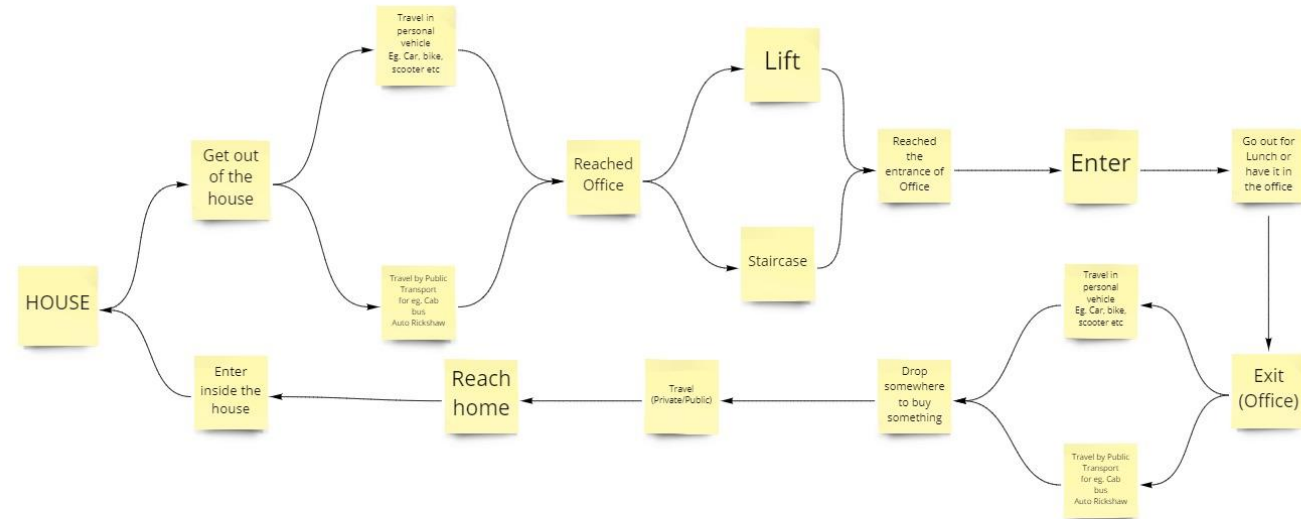 HOUSE
Get out
of the
house
Travel in
personal
vehicle
Eg. Car, bike,
scooter etc
Travel by Public
Transport
for eg. Cab
bus
Auto Rickshaw
Reached
Office
Lift
Staircase
Reached
the
entrance of
Office
Enter
Go out for
Lunch or
have it in
the office
Exit
(Office)
Travel in
personal
vehicle
Eg. Car, bike,
scooter etc
Travel by Public
Transport
for eg. Cab
bus
Auto Rickshaw
Drop
somewhere
to buy
something
Travel
(Private/Public)
Reach
home
Enter
inside the
house